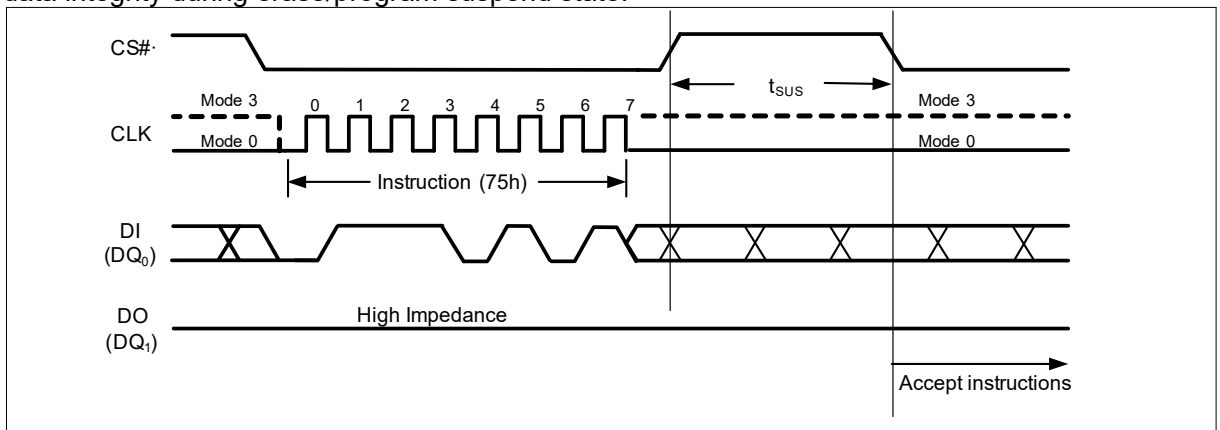 data integrity during erase/program suspend state.
CS#
tSUS
Mode 3
0 1 2 3 4 5 6 7
Mode 3
CLK
Mode 0
Mode 0
Instruction (75h)
DI
(DQ0)
DO
High Impedance
(DQ1)
Accept instructions